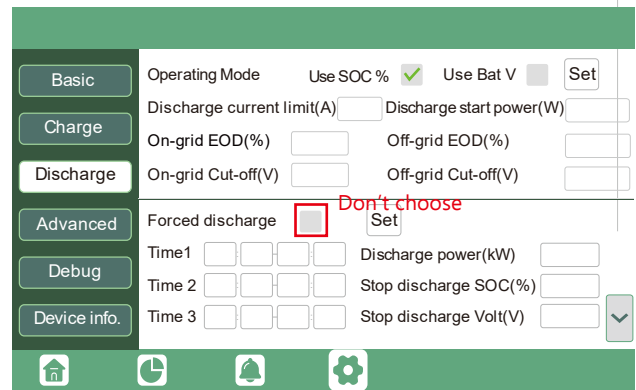 Basic
Charge
Discharge
Advanced
Debug
Device info.
Operating Mode Use SOC % Use Bat V Set
Discharge current limit(A) Discharge start power(W)
On-grid EOD(%) Off-grid EOD(%)
On-grid Cut-off(V) Off-grid Cut-off(V)
Don't choose
Forced discharge Set
Time1 : - : Discharge power(kW)
Time 2 : - : Stop discharge SOC(%)
Time 3 : - : Stop discharge Volt(V)